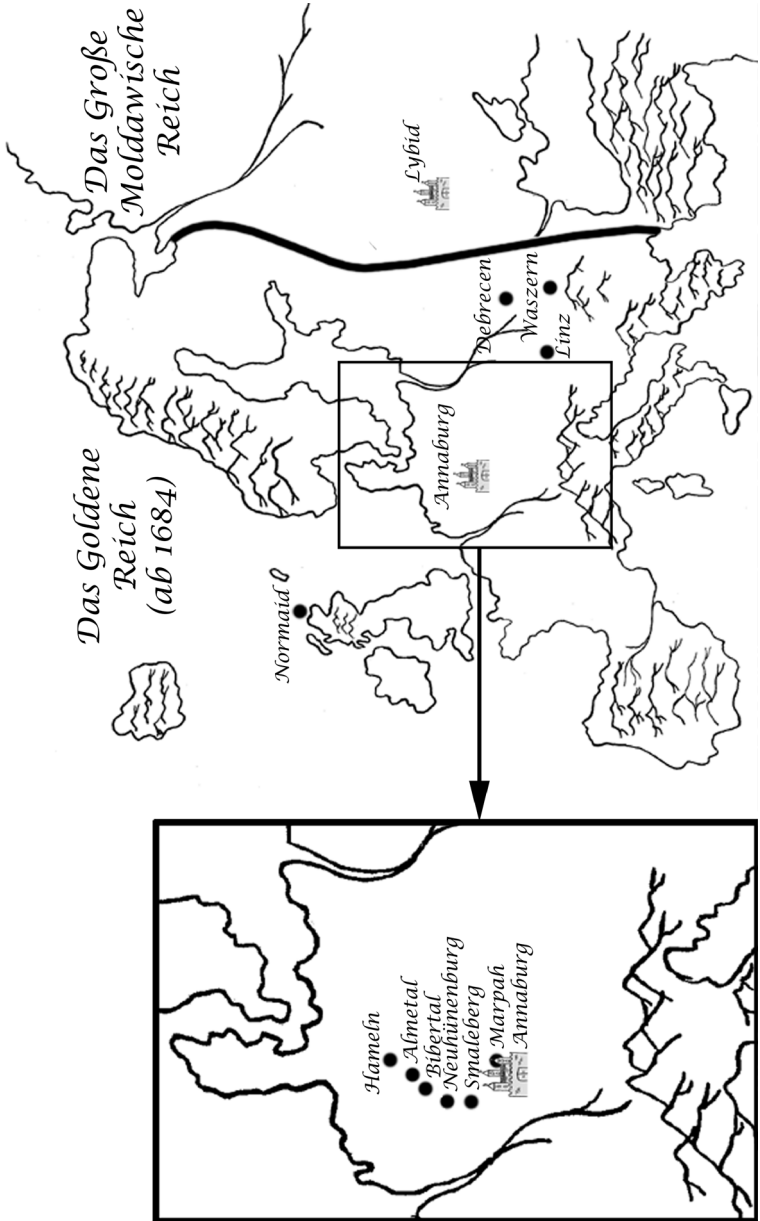 Das Große
Moldawische
Reich
Das Goldene
Reich
(ab 1684)
Lybid
Debrecen
Waszern
Linz
Annaburg
Normaid
Hameln
Almetal
Bibertal
Neuhünenburg
Smaleberg
Marpah
Annaburg